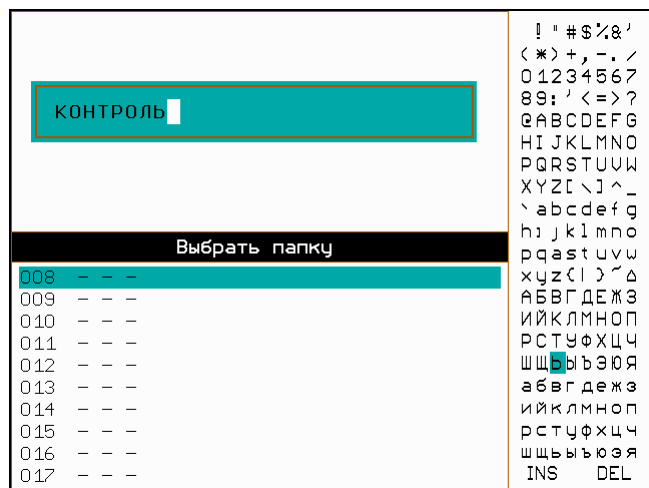 КОНТРОЛЬ
Выбрать папку
008 - - -
009 - - -
010 - - -
011 - - -
012 - - -
013 - - -
014 - - -
015 - - -
016 - - -
017 - - -
! " # $ % & '
( * ) + , - . /
0 1 2 3 4 5 6 7
8 9 : ' < = > ?
@ A B C D E F G
H I J K L M N O
P Q R S T U V W
X Y Z [ \ ] ^ _
` a b c d e f g
h i j k l m n o
p q a s t u v w
x y z { | } ~ Δ
А Б В Г Д Е Ж З
И Й К Л М Н О П
Р С Т У Ф Х Ц Ч
Ш Щ Ь Ы Ъ Э Ю Я
а б в г д е ж з
и й к л м н о п
р с т у ф х ц ч
ш щ ь ы ъ ю э я
INS DEL